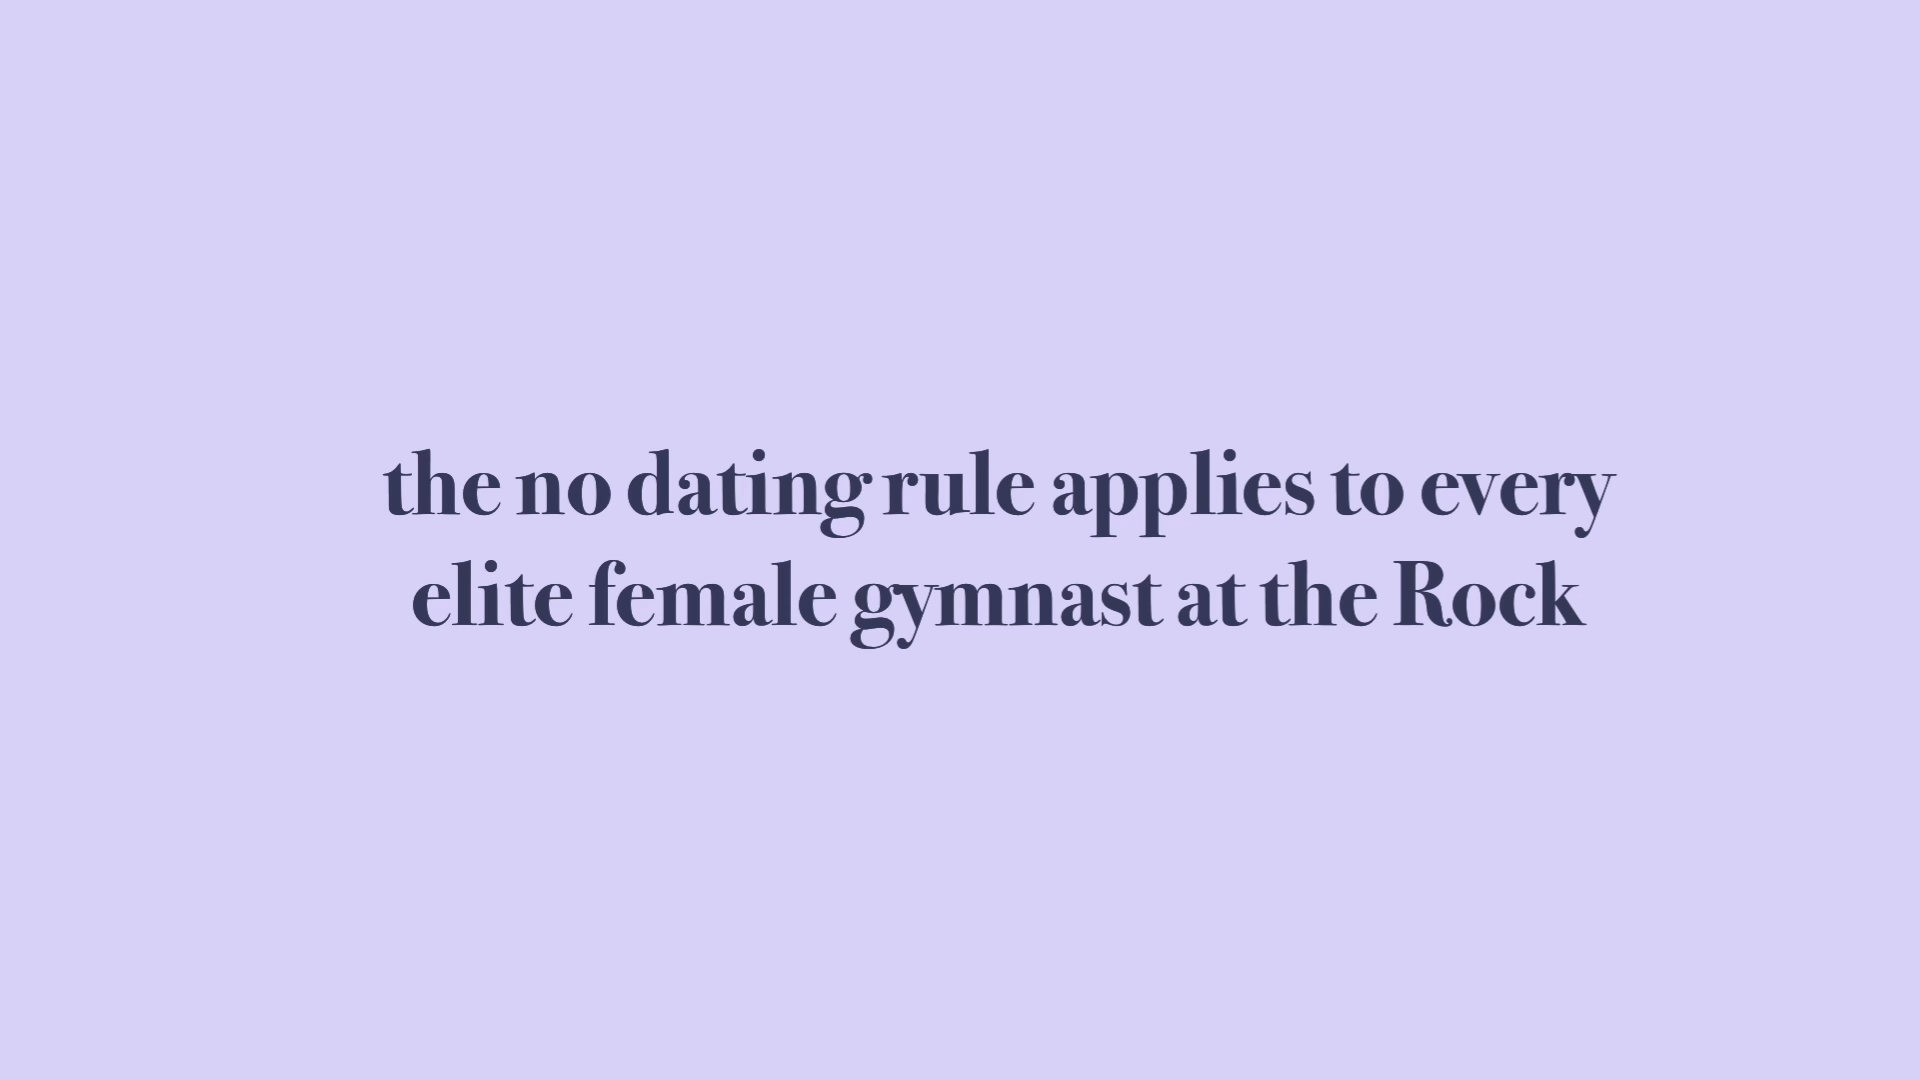 the no dating rule applies to every
elite female gymnast at the Rock